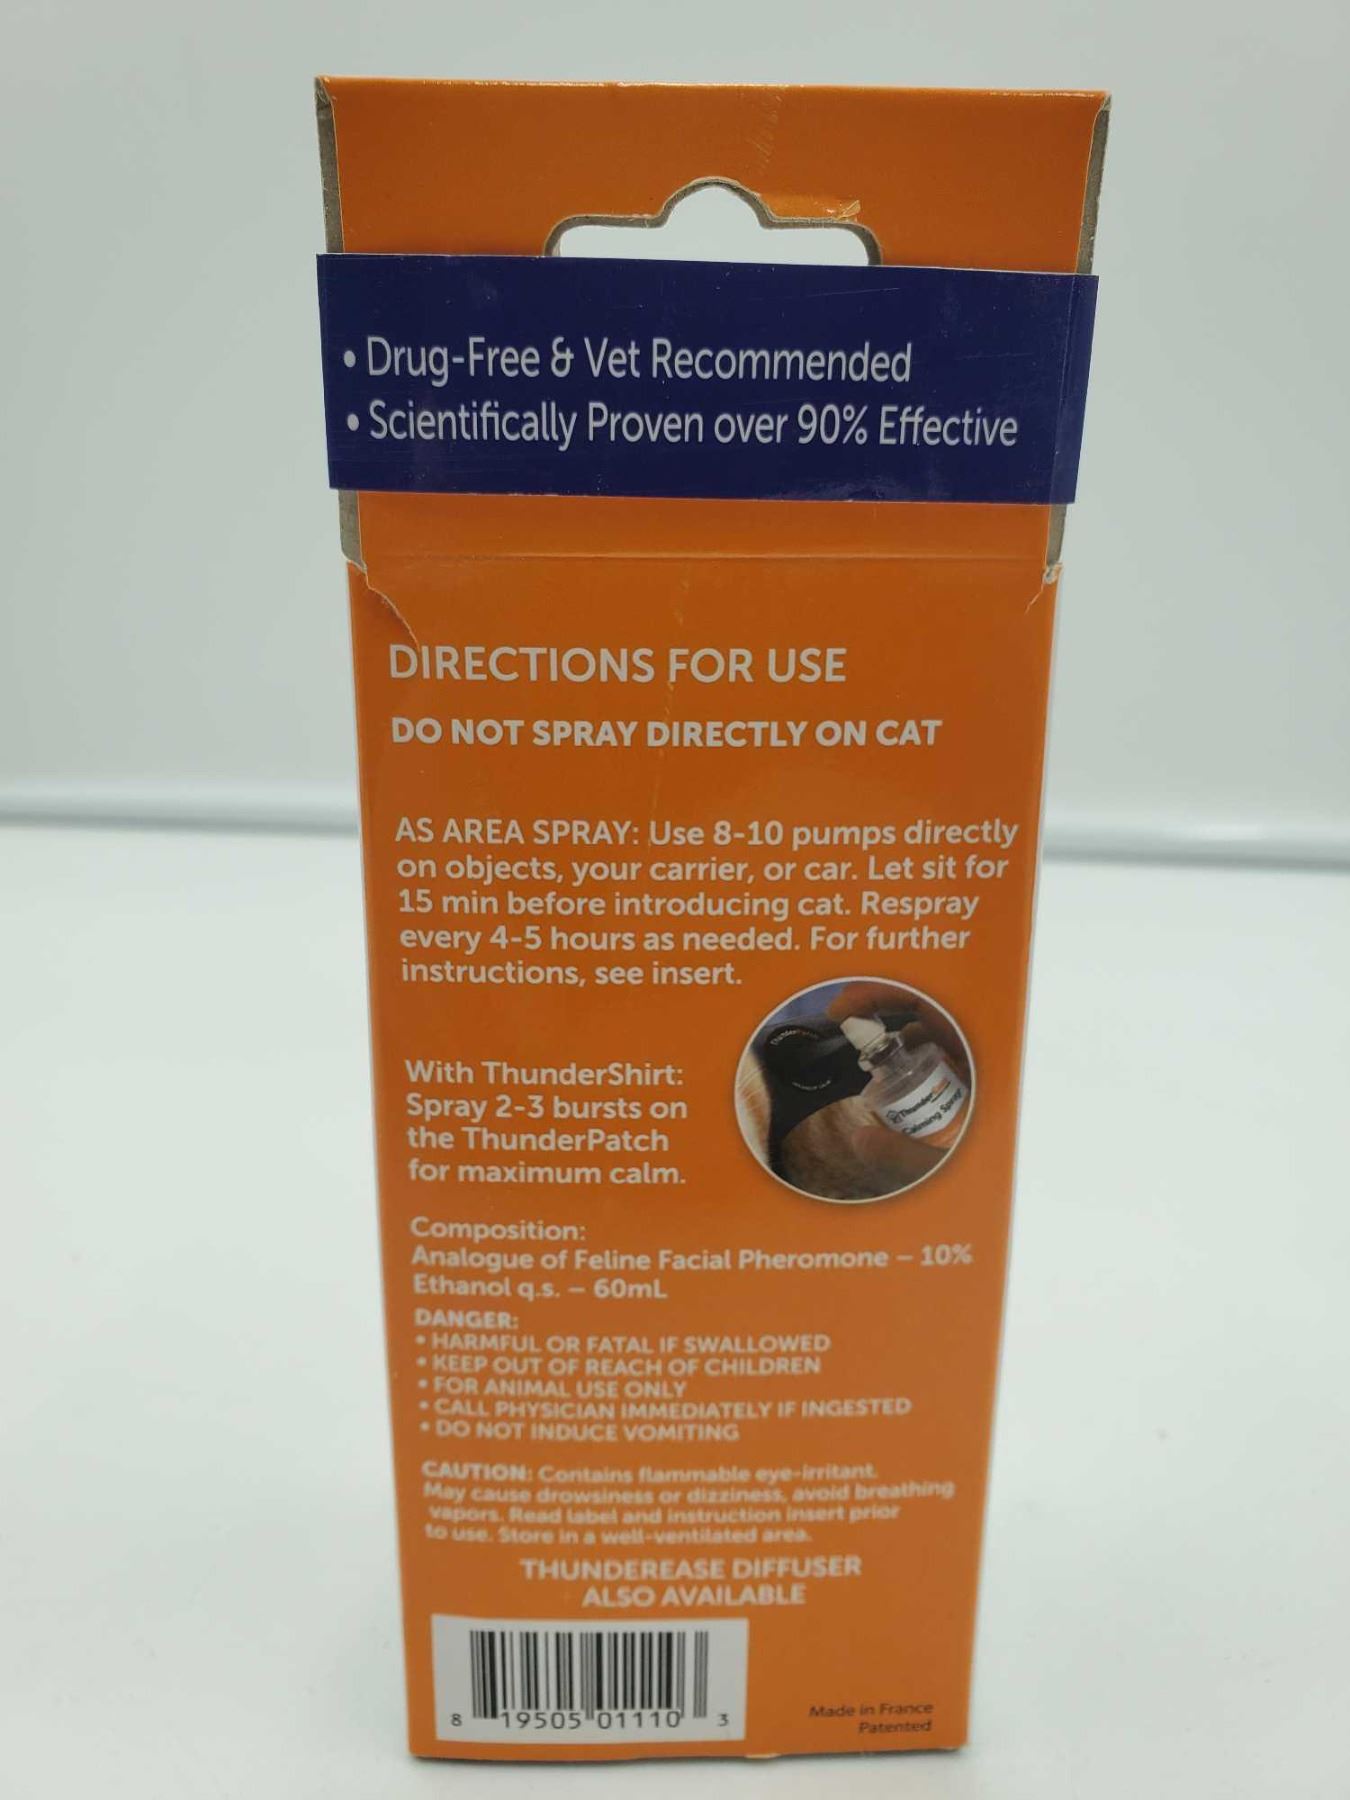 • Drug-Free & Vet Recommended
• Scientifically Proven over 90% Effective
DIRECTIONS FOR USE
DO NOT SPRAY DIRECTLY ON CAT
AS AREA SPRAY: Use 8-10 pumps directly
on objects, your carrier, or car. Let sit for
15 min before introducing cat. Respray
every 4-5 hours as needed. For further
instructions, see insert.
With ThunderShirt:
Spray 2-3 bursts on
the ThunderPatch
for maximum calm.
Calming Spray
Composition:
Analogue of Feline Facial Pheromone – 10%
Ethanol q.s. – 60mL
DANGER:
• HARMFUL OR FATAL IF SWALLOWED
• KEEP OUT OF REACH OF CHILDREN
• FOR ANIMAL USE ONLY
• CALL PHYSICIAN IMMEDIATELY IF INGESTED
• DO NOT INDUCE VOMITING
CAUTION: Contains flammable eye-irritant.
May cause drowsiness or dizziness, avoid breathing
vapors. Read label and instruction insert prior
to use. Store in a well-ventilated area.
THUNDEREASE DIFFUSER
ALSO AVAILABLE
8 19505 01110 3
Made in France
Patented